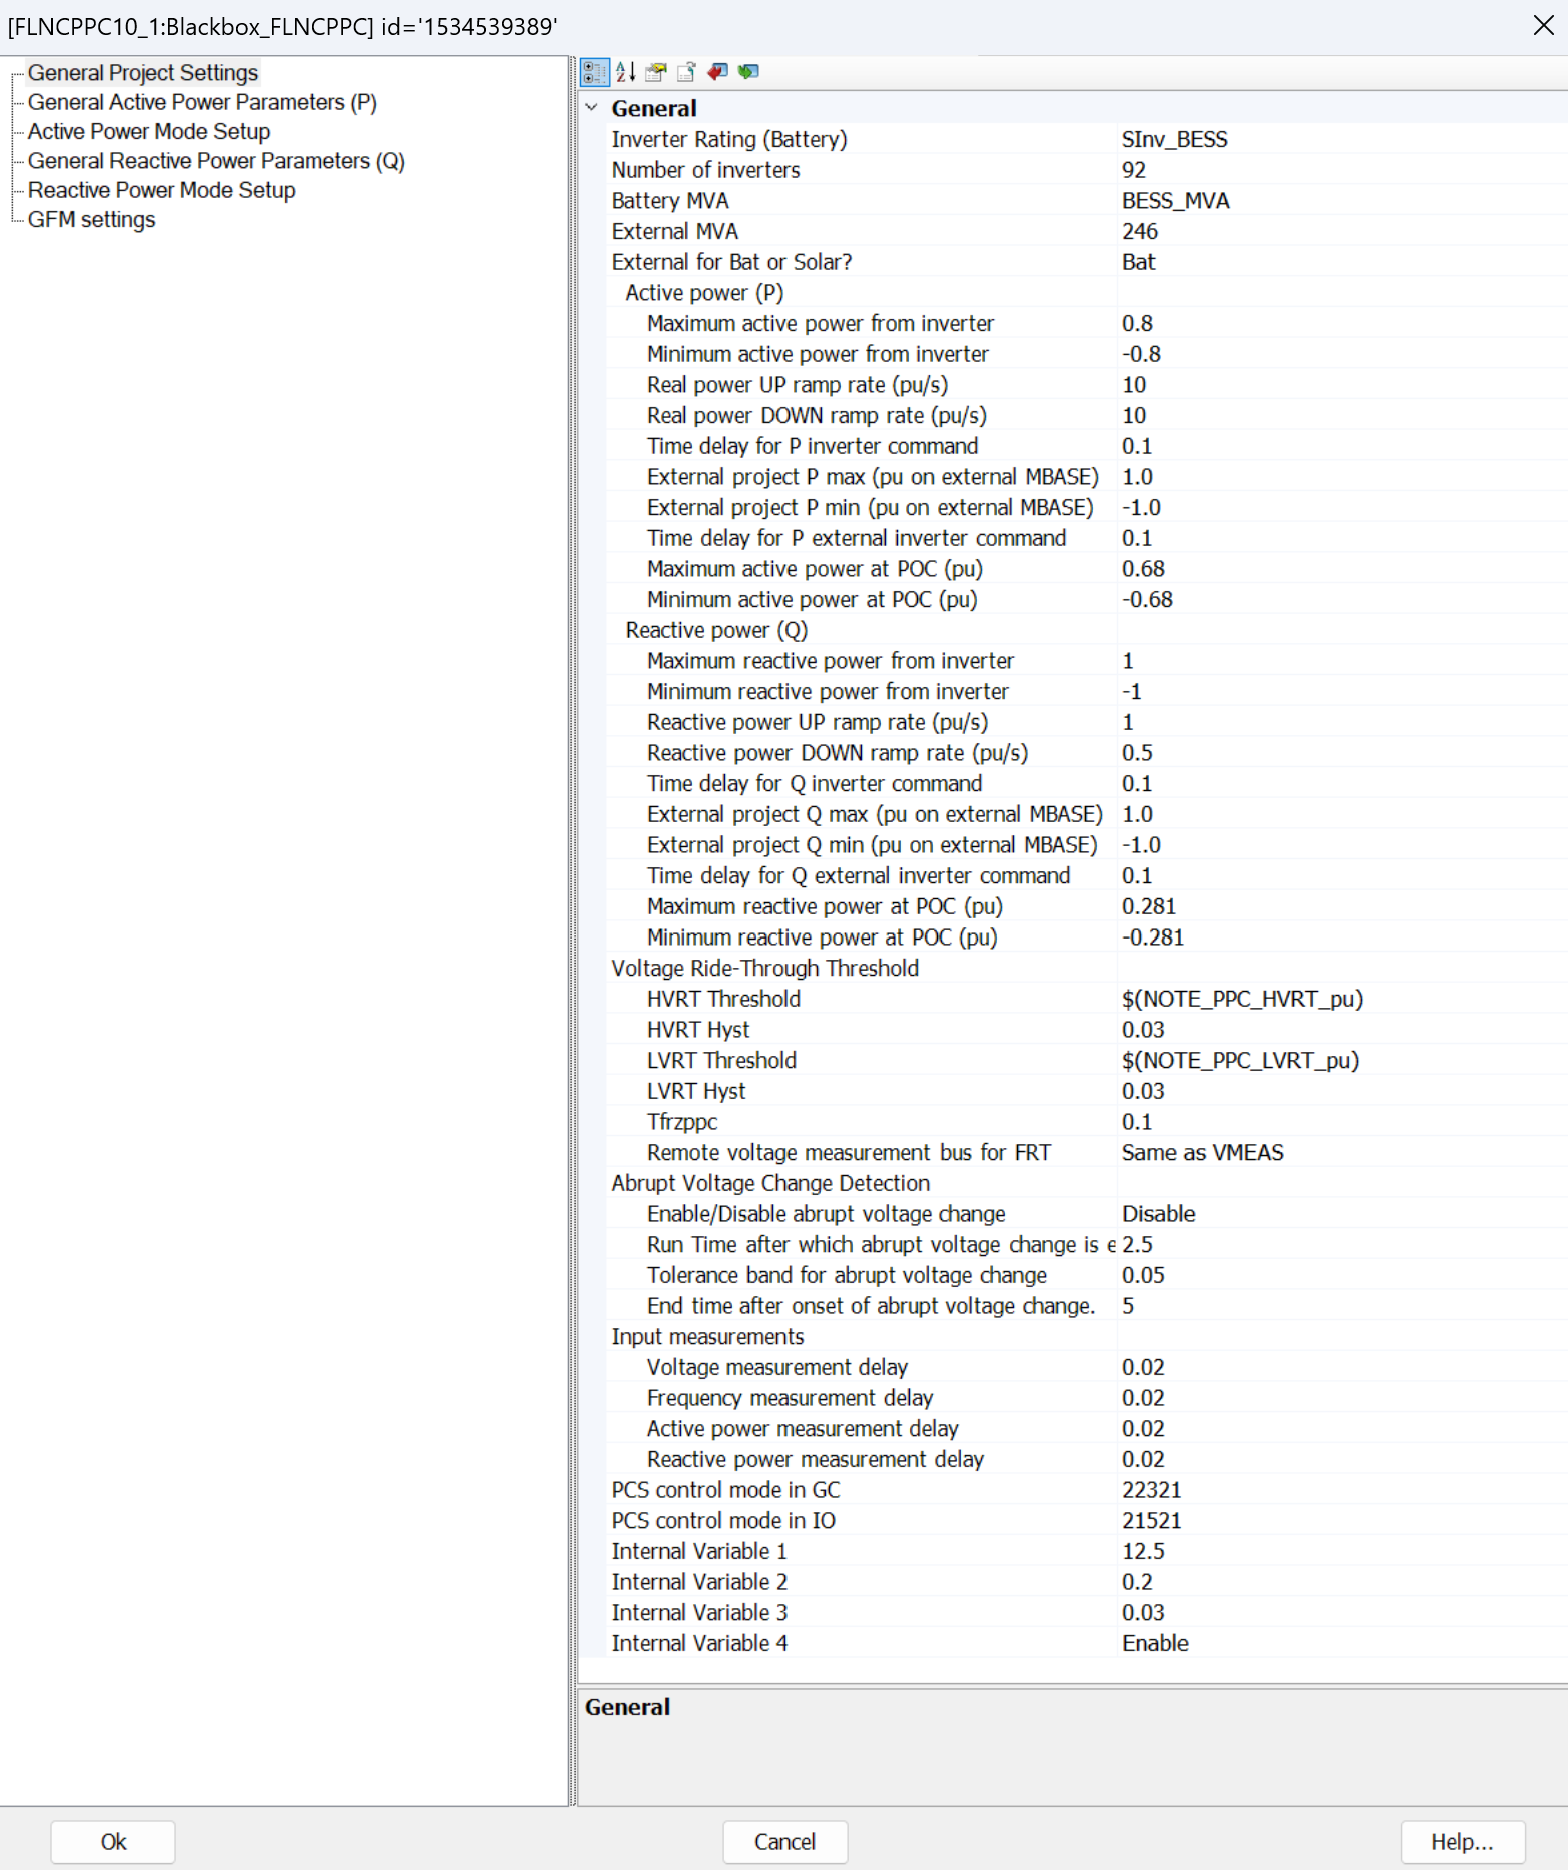 [FLNCPPC10_1:Blackbox_FLNCPPC] id='1534539389'
General Project Settings
General Active Power Parameters (P)
Active Power Mode Setup
General Reactive Power Parameters (Q)
Reactive Power Mode Setup
GFM settings
General
Inverter Rating (Battery) SInv_BESS
Number of inverters 92
Battery MVA BESS_MVA
External MVA 246
External for Bat or Solar? Bat
Active power (P)
Maximum active power from inverter 0.8
Minimum active power from inverter -0.8
Real power UP ramp rate (pu/s) 10
Real power DOWN ramp rate (pu/s) 10
Time delay for P inverter command 0.1
External project P max (pu on external MBASE) 1.0
External project P min (pu on external MBASE) -1.0
Time delay for P external inverter command 0.1
Maximum active power at POC (pu) 0.68
Minimum active power at POC (pu) -0.68
Reactive power (Q)
Maximum reactive power from inverter 1
Minimum reactive power from inverter -1
Reactive power UP ramp rate (pu/s) 1
Reactive power DOWN ramp rate (pu/s) 0.5
Time delay for Q inverter command 0.1
External project Q max (pu on external MBASE) 1.0
External project Q min (pu on external MBASE) -1.0
Time delay for Q external inverter command 0.1
Maximum reactive power at POC (pu) 0.281
Minimum reactive power at POC (pu) -0.281
Voltage Ride-Through Threshold
HVRT Threshold $(NOTE_PPC_HVRT_pu)
HVRT Hyst 0.03
LVRT Threshold $(NOTE_PPC_LVRT_pu)
LVRT Hyst 0.03
Tfrzppc 0.1
Remote voltage measurement bus for FRT Same as VMEAS
Abrupt Voltage Change Detection
Enable/Disable abrupt voltage change Disable
Run Time after which abrupt voltage change is e 2.5
Tolerance band for abrupt voltage change 0.05
End time after onset of abrupt voltage change. 5
Input measurements
Voltage measurement delay 0.02
Frequency measurement delay 0.02
Active power measurement delay 0.02
Reactive power measurement delay 0.02
PCS control mode in GC 22321
PCS control mode in IO 21521
Internal Variable 1 12.5
Internal Variable 2 0.2
Internal Variable 3 0.03
Internal Variable 4 Enable
General
Ok Cancel Help...